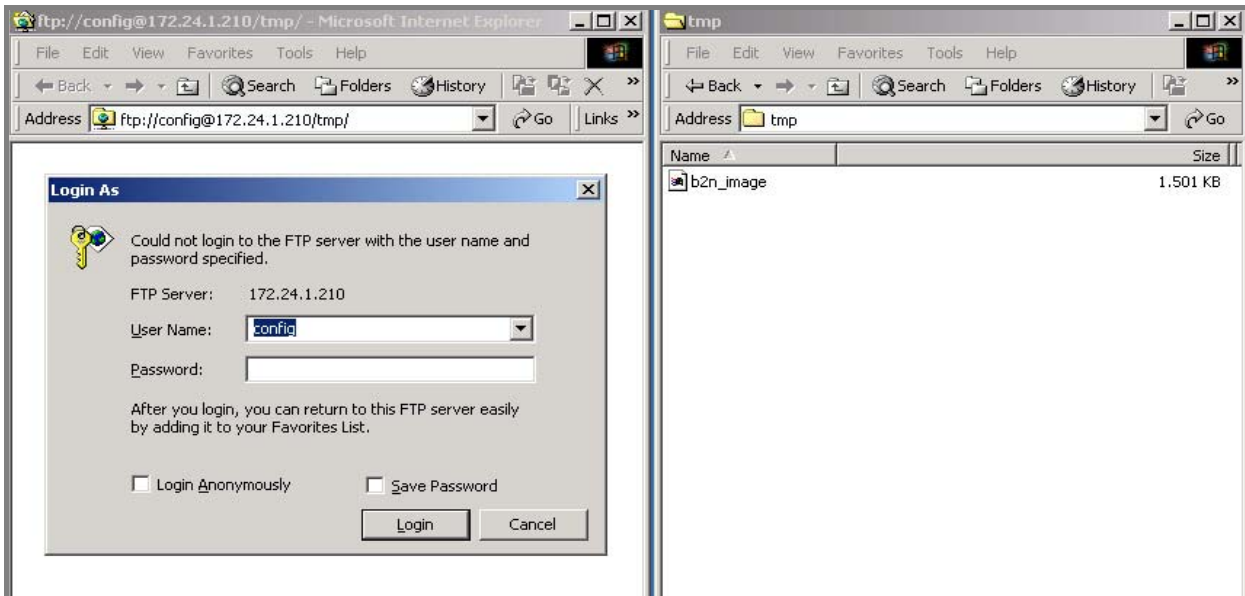 ftp://config@172.24.1.210/tmp/ - Microsoft Internet Explorer
File Edit View Favorites Tools Help
Back Search Folders History »
Address ftp://config@172.24.1.210/tmp/ Go Links »
Login As
Could not login to the FTP server with the user name and
password specified.
FTP Server: 172.24.1.210
User Name: config
Password:
After you login, you can return to this FTP server easily
by adding it to your Favorites List.
Login Anonymously Save Password
Login Cancel
tmp
File Edit View Favorites Tools Help
Back Search Folders History »
Address tmp Go
Name Size
b2n_image 1.501 KB